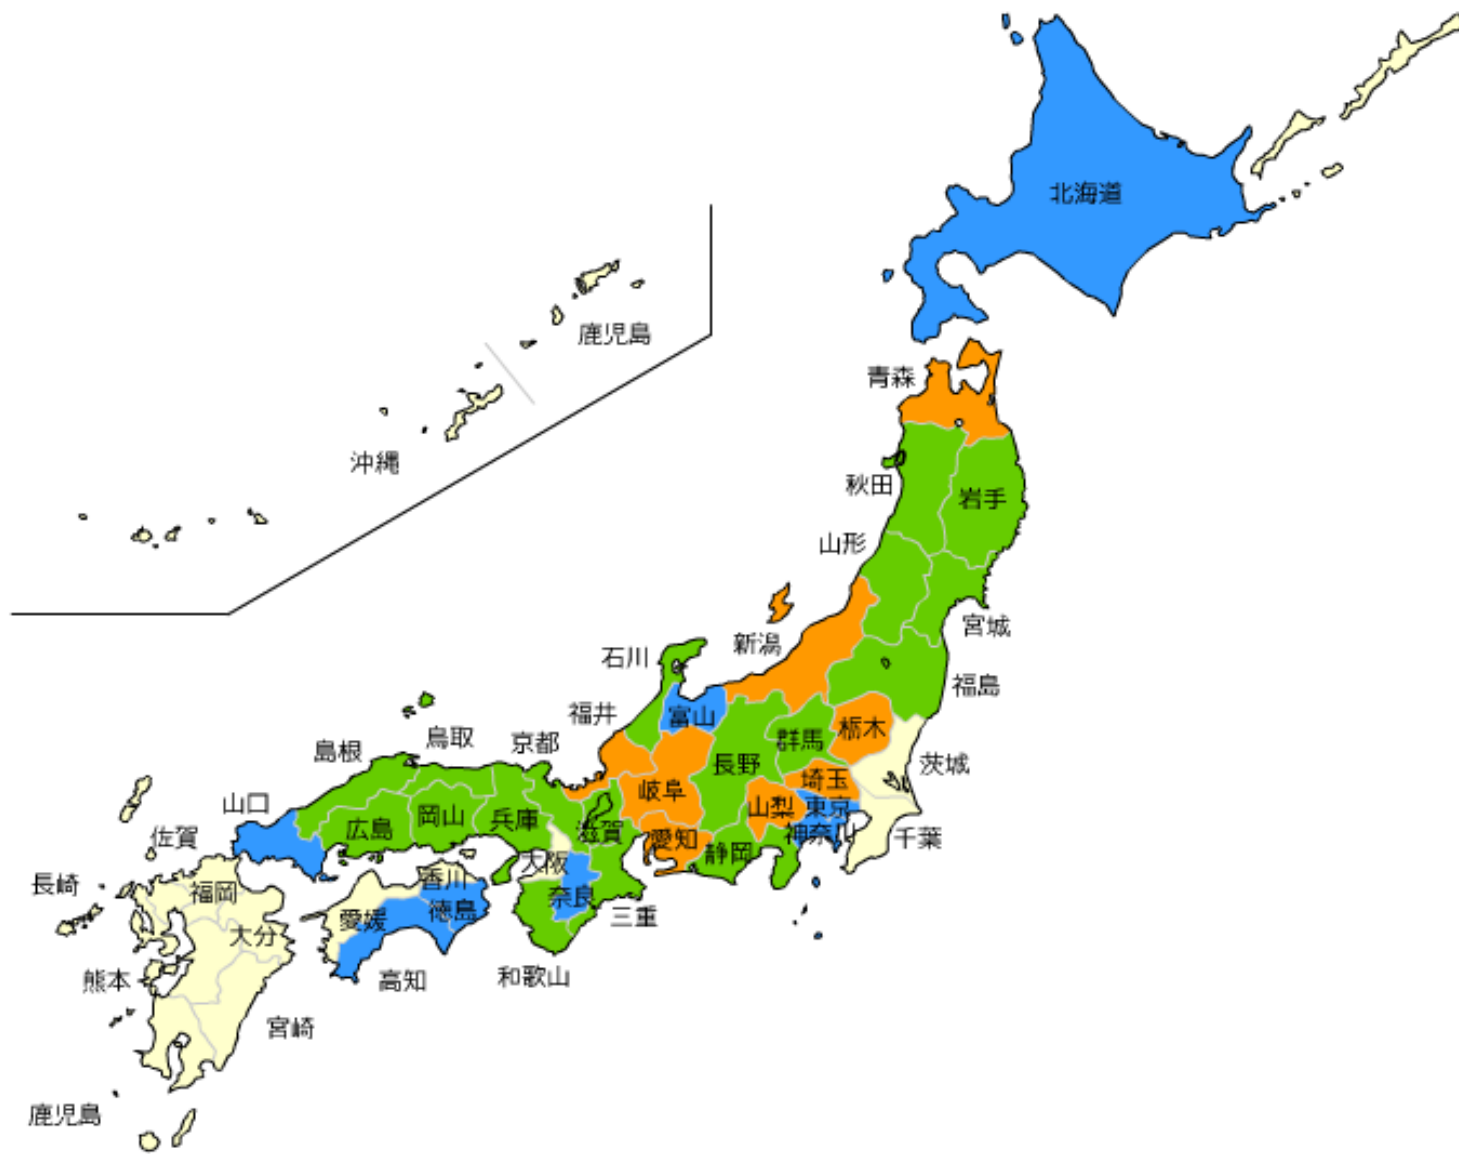 北海道
鹿児島
青森
沖縄
秋田
岩手
山形
宮城
新潟
石川
福島
福井
富山
栃木
群馬
鳥取
京都
島根
長野
茨城
埼玉
岐阜
山口
山梨
東京
岡山
兵庫
広島
滋賀
神奈川
佐賀
愛知
千葉
静岡
大阪
香川
長崎
福岡
奈良
徳島
愛媛
三重
大分
熊本
高知
和歌山
宮崎
鹿児島